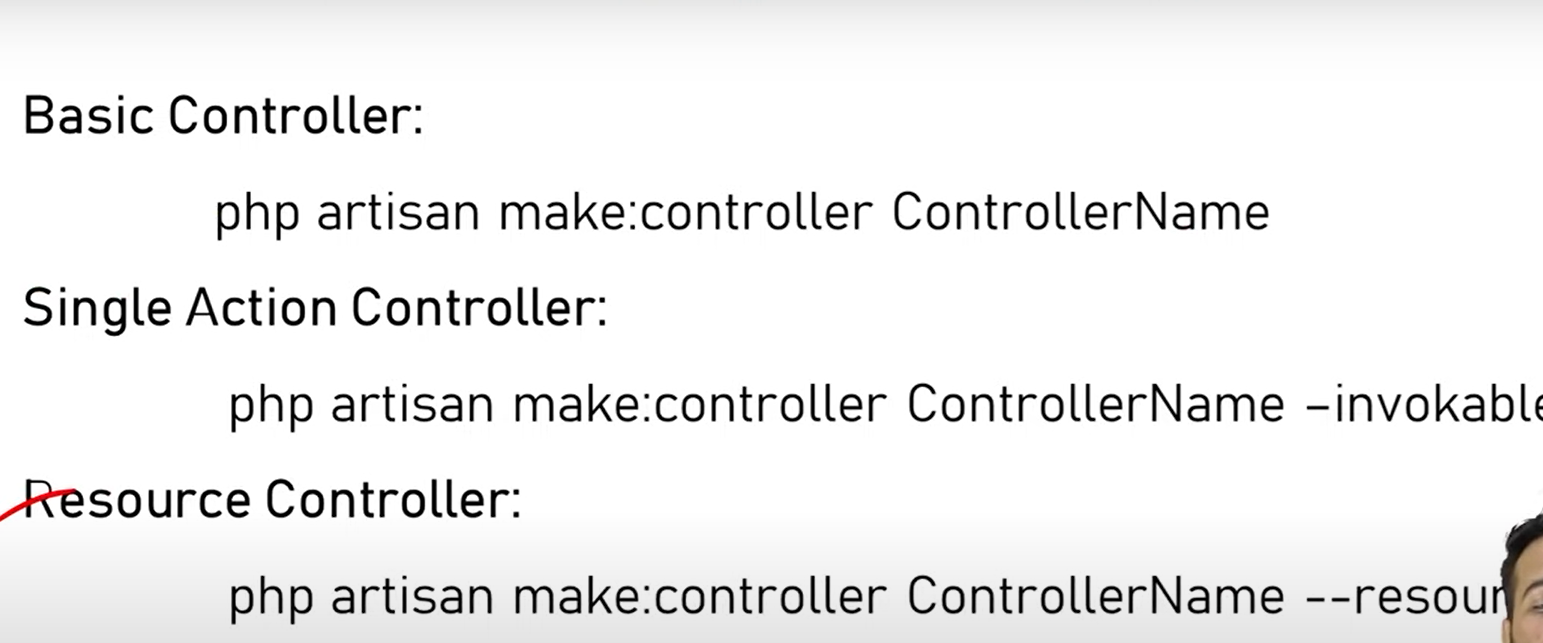 Basic Controller:
php artisan make:controller ControllerName
Single Action Controller:
php artisan make:controller ControllerName –invokable
Resource Controller:
php artisan make:controller ControllerName --resour